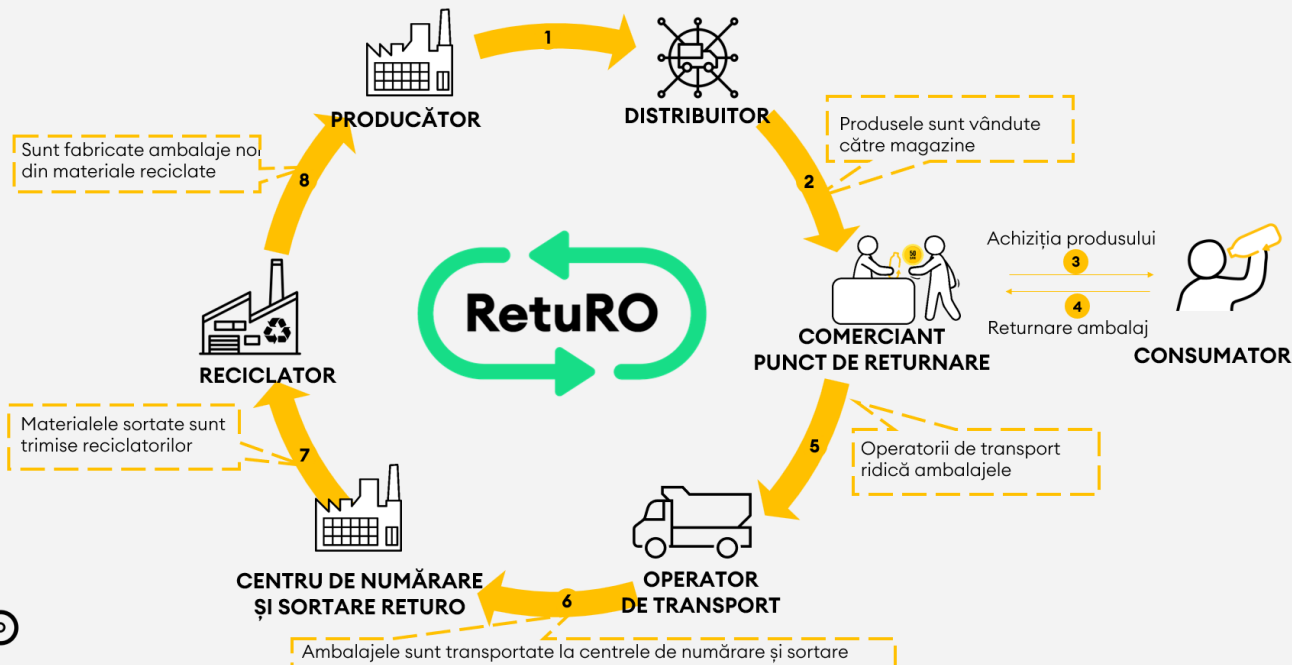 1
PRODUCĂTOR
DISTRIBUITOR
Produsele sunt vândute
către magazine
2
Achiziția produsului
3
4
Returnare ambalaj
CONSUMATOR
COMERCIANT
PUNCT DE RETURNARE
5
Operatorii de transport
ridică ambalajele
OPERATOR
DE TRANSPORT
6
Ambalajele sunt transportate la centrele de numărare și sortare
CENTRU DE NUMĂRARE
ȘI SORTARE RETURO
7
Materialele sortate sunt
trimise reciclatorilor
RECICLATOR
8
Sunt fabricate ambalaje noi
din materiale reciclate
RetuRO